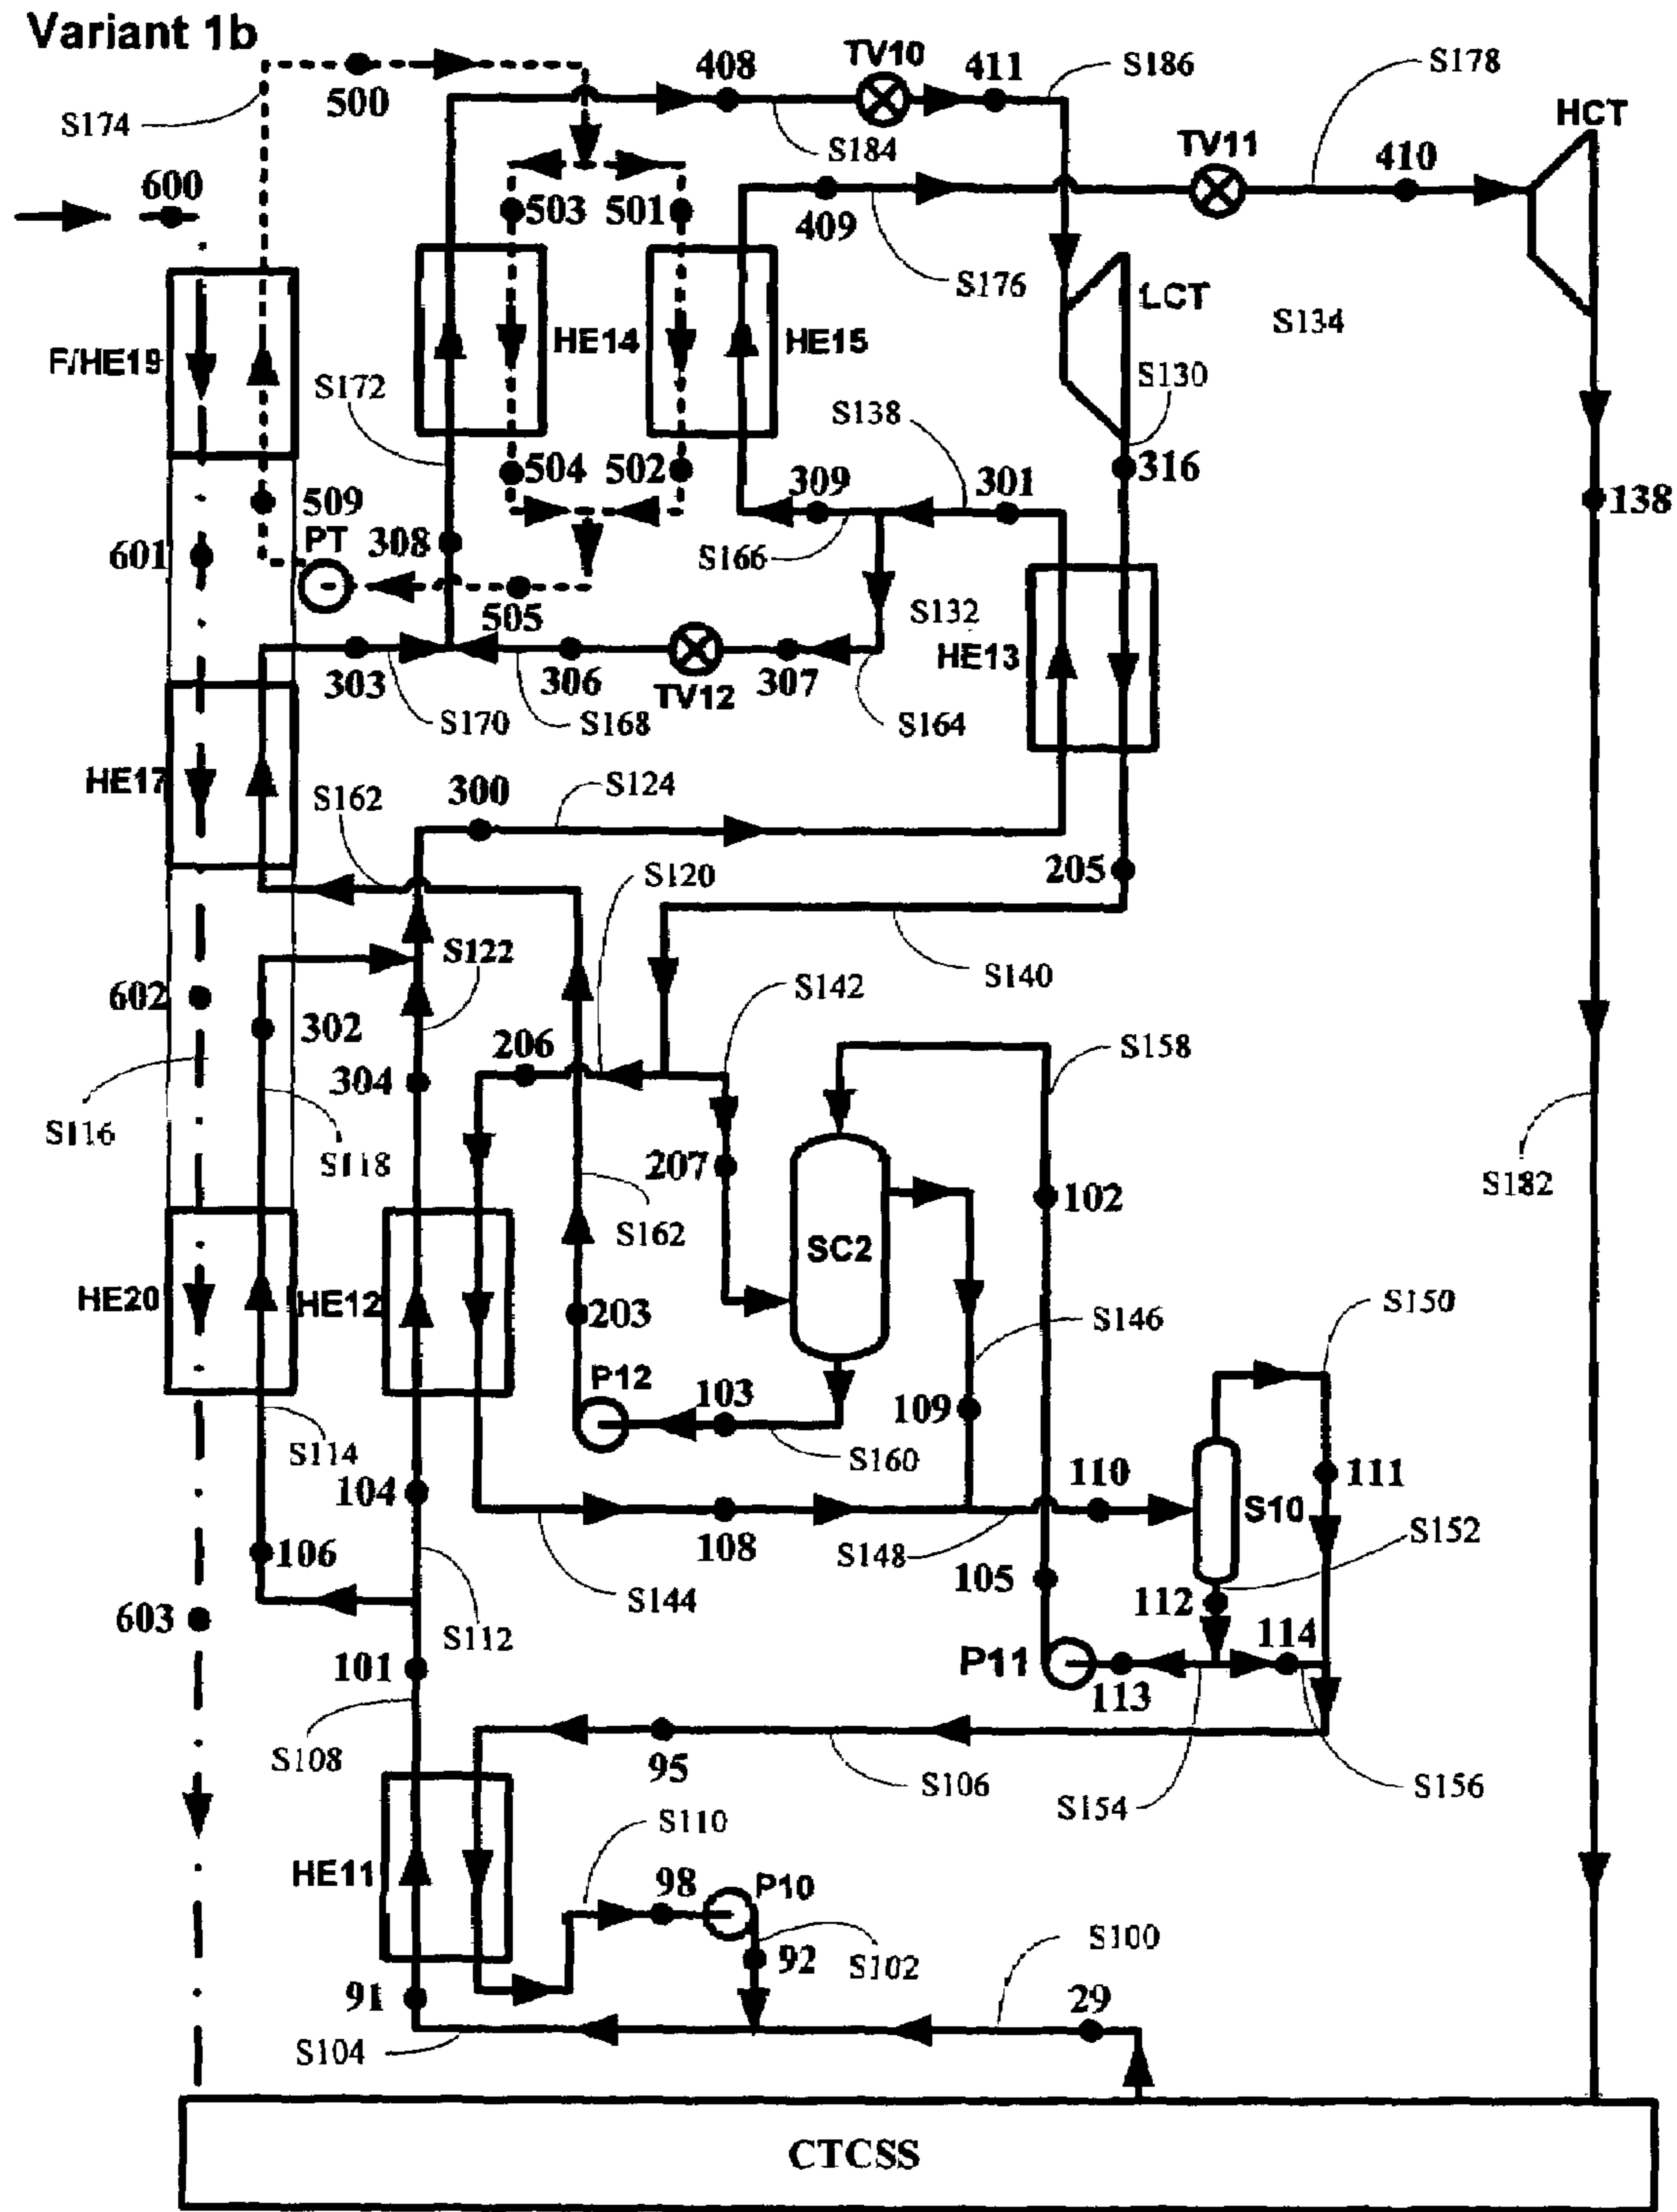 Variant 1b
408
TV10
411
S186
S178
HCT
500
S174
S184
TV11
410
600
503
501
409
S176
LCT
S134
F/HE19
HE14
HE15
S172
S130
S138
504
502
309
301
316
138
509
PT
308
601
S166
505
S132
HE13
303
306
TV12
307
S170
S168
S164
HE17
S162
300
S124
205
S120
S122
S140
S142
602
302
206
S158
304
S116
S118
207
102
S182
S162
SC2
HE20
HE12
203
S146
S150
P12
103
109
S114
S160
104
110
111
S10
S152
106
108
S148
105
S144
112
603
S112
114
101
P11
113
S108
95
S106
S154
S156
S110
HE11
98
P10
92
S102
S100
91
29
S104
CTCSS